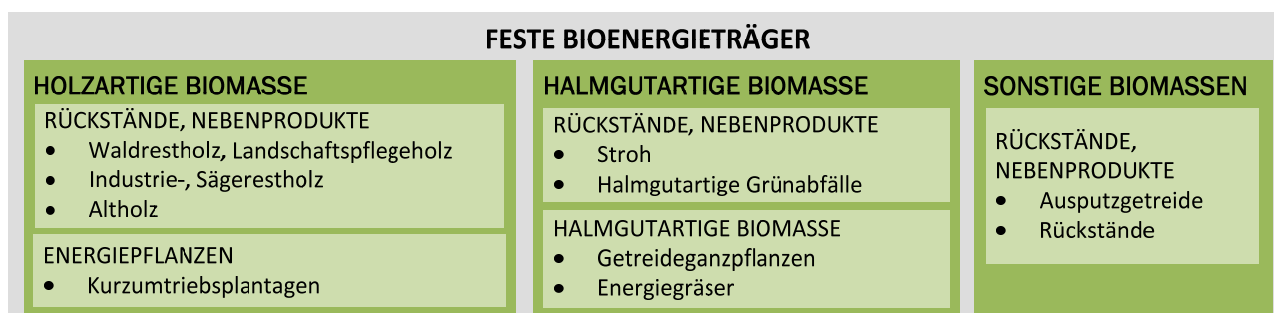 FESTE BIOENERGIETRÄGER
HOLZARTIGE BIOMASSE
RÜCKSTÄNDE, NEBENPRODUKTE
• Waldrestholz, Landschaftspflegeholz
• Industrie-, Sägerestholz
• Altholz
ENERGIEPFLANZEN
• Kurzumtriebsplantagen
HALMGUTARTIGE BIOMASSE
RÜCKSTÄNDE, NEBENPRODUKTE
• Stroh
• Halmgutartige Grünabfälle
HALMGUTARTIGE BIOMASSE
• Getreideganzpflanzen
• Energiegräser
SONSTIGE BIOMASSEN
RÜCKSTÄNDE,
NEBENPRODUKTE
• Ausputzgetreide
• Rückstände